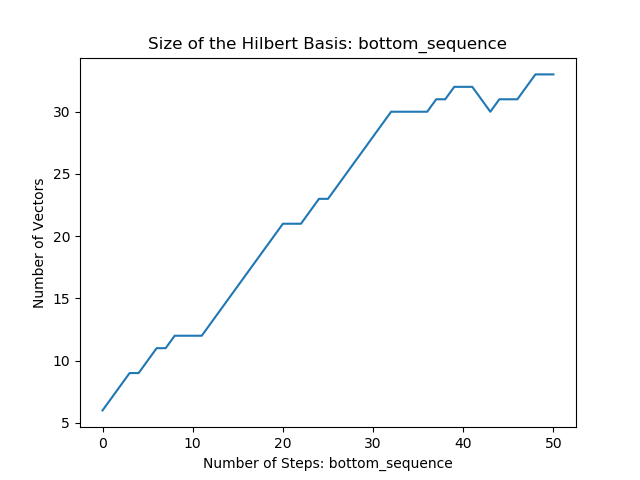 Size of the Hilbert Basis: bottom_sequence
Number of Vectors
30
25
20
15
10
5
0 10 20 30 40 50
Number of Steps: bottom_sequence